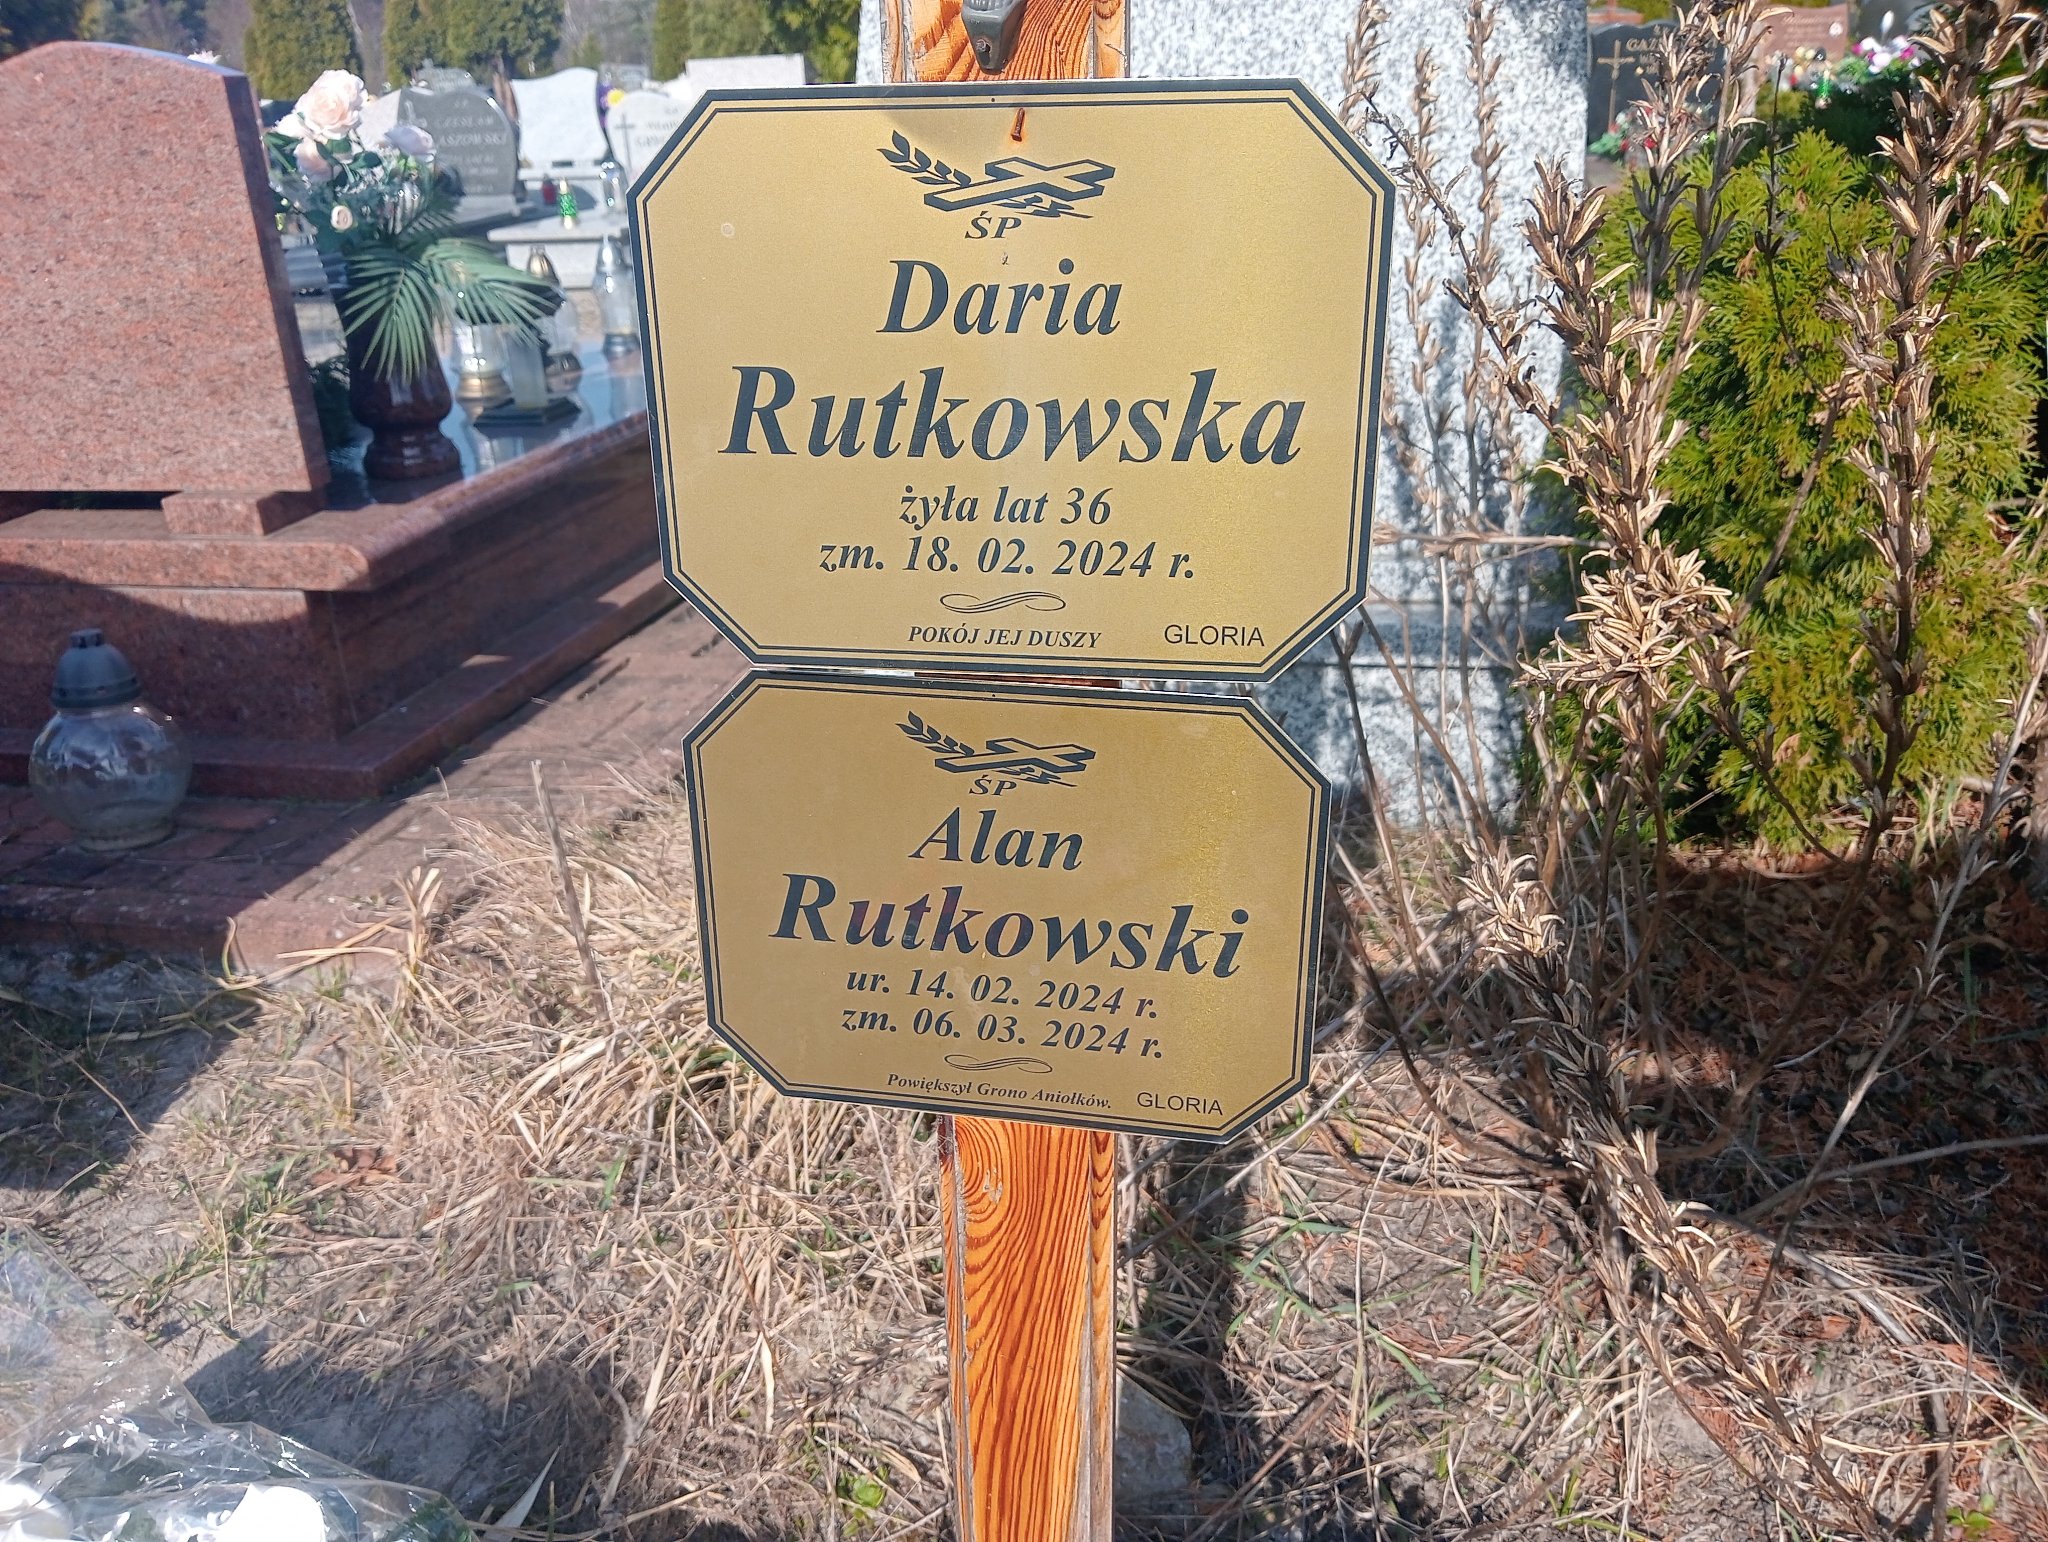 ŚP
Daria
Rutkowska
żyła lat 36
zm. 18. 02. 2024 r.
POKÓJ JEJ DUSZY
GLORIA
ŚP
Alan
Rutkowski
ur. 14. 02. 2024 r.
zm. 06. 03. 2024 r.
Powiększył Grono Aniołków.
GLORIA
CZESŁAW